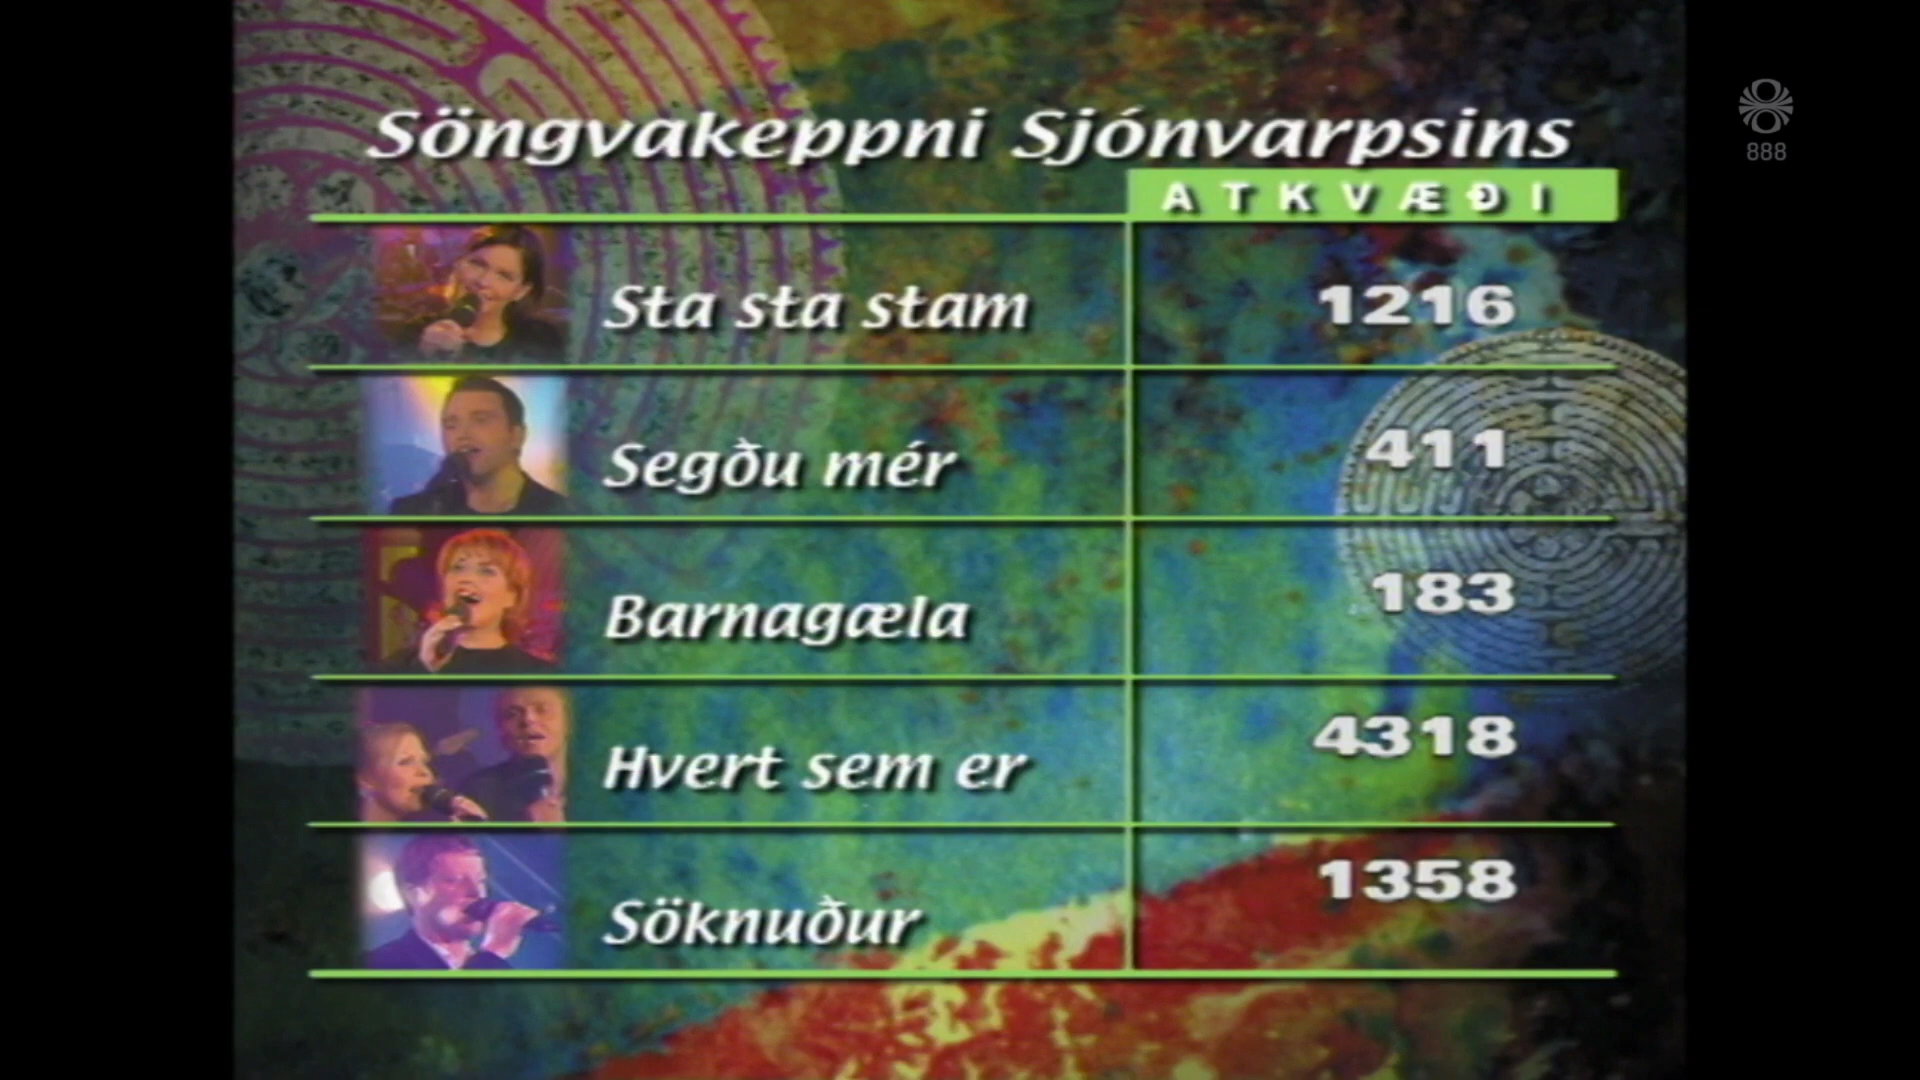 Söngvakeppni Sjónvarpsins
ATKVÆÐI
Sta sta stam 1216
Segðu mér 411
Barnagæla 183
Hvert sem er 4318
Söknuður 1358
888